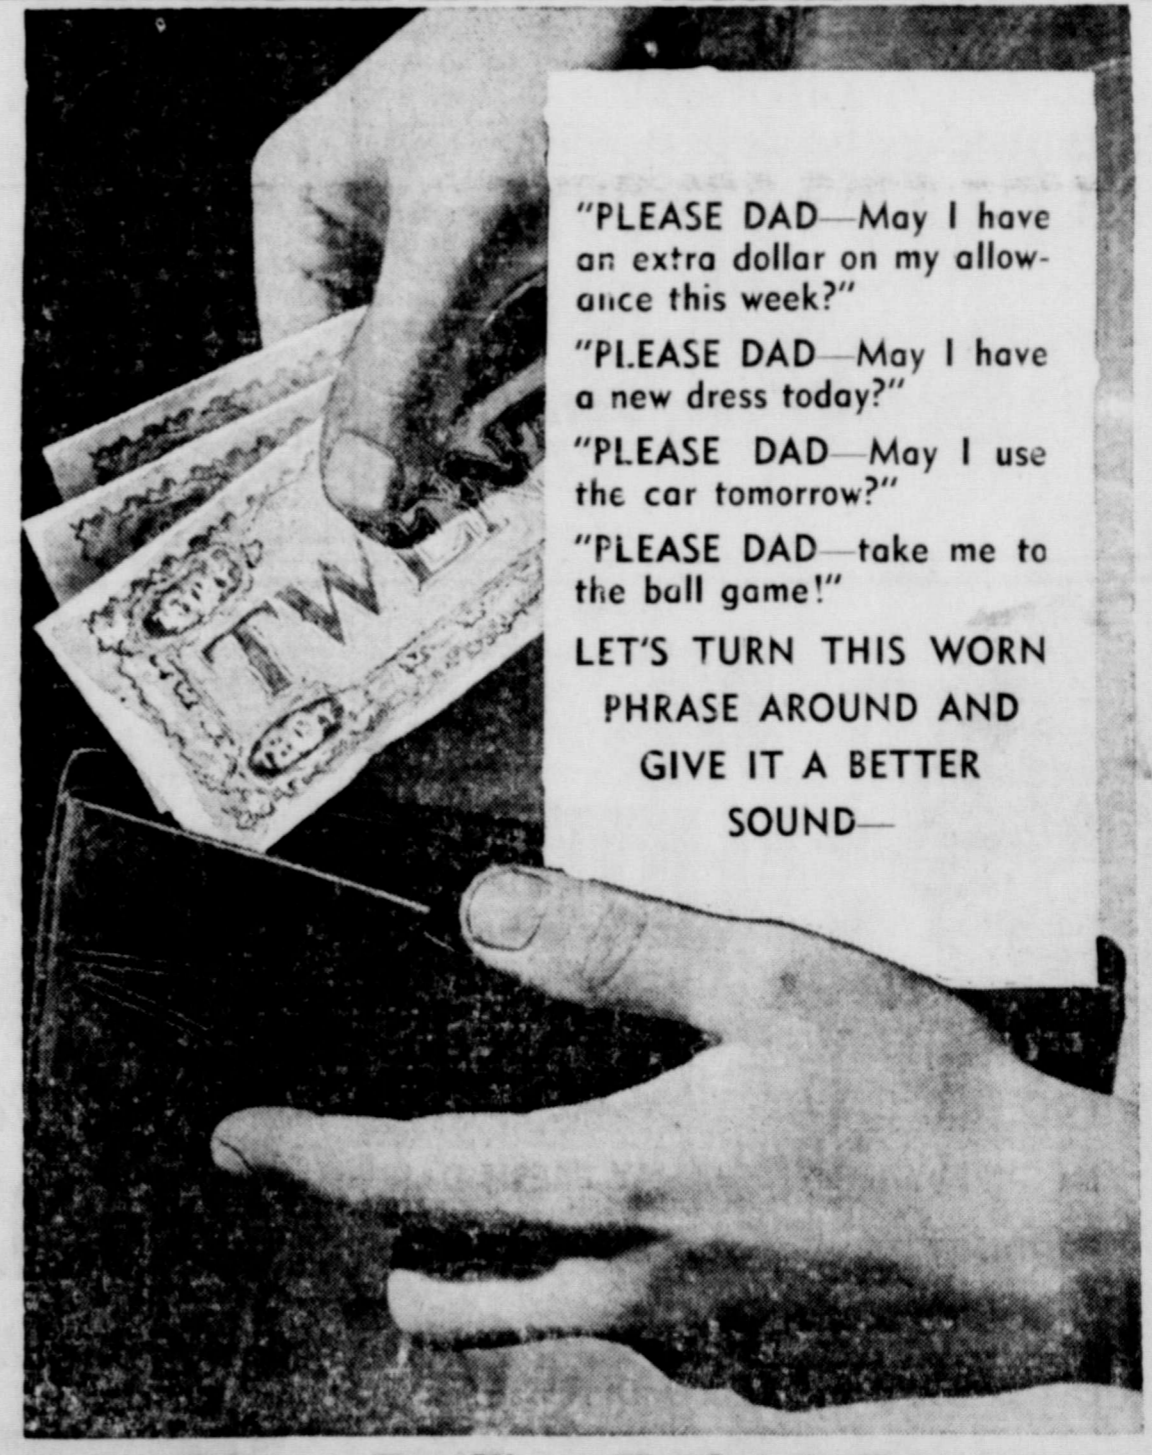 "PLEASE DAD—May I have
an extra dollar on my allow-
ance this week?"
"PLEASE DAD—May I have
a new dress today?"
"PLEASE DAD—May I use
the car tomorrow?"
"PLEASE DAD—take me to
the ball game!"
LET'S TURN THIS WORN
PHRASE AROUND AND
GIVE IT A BETTER
SOUND—
TW